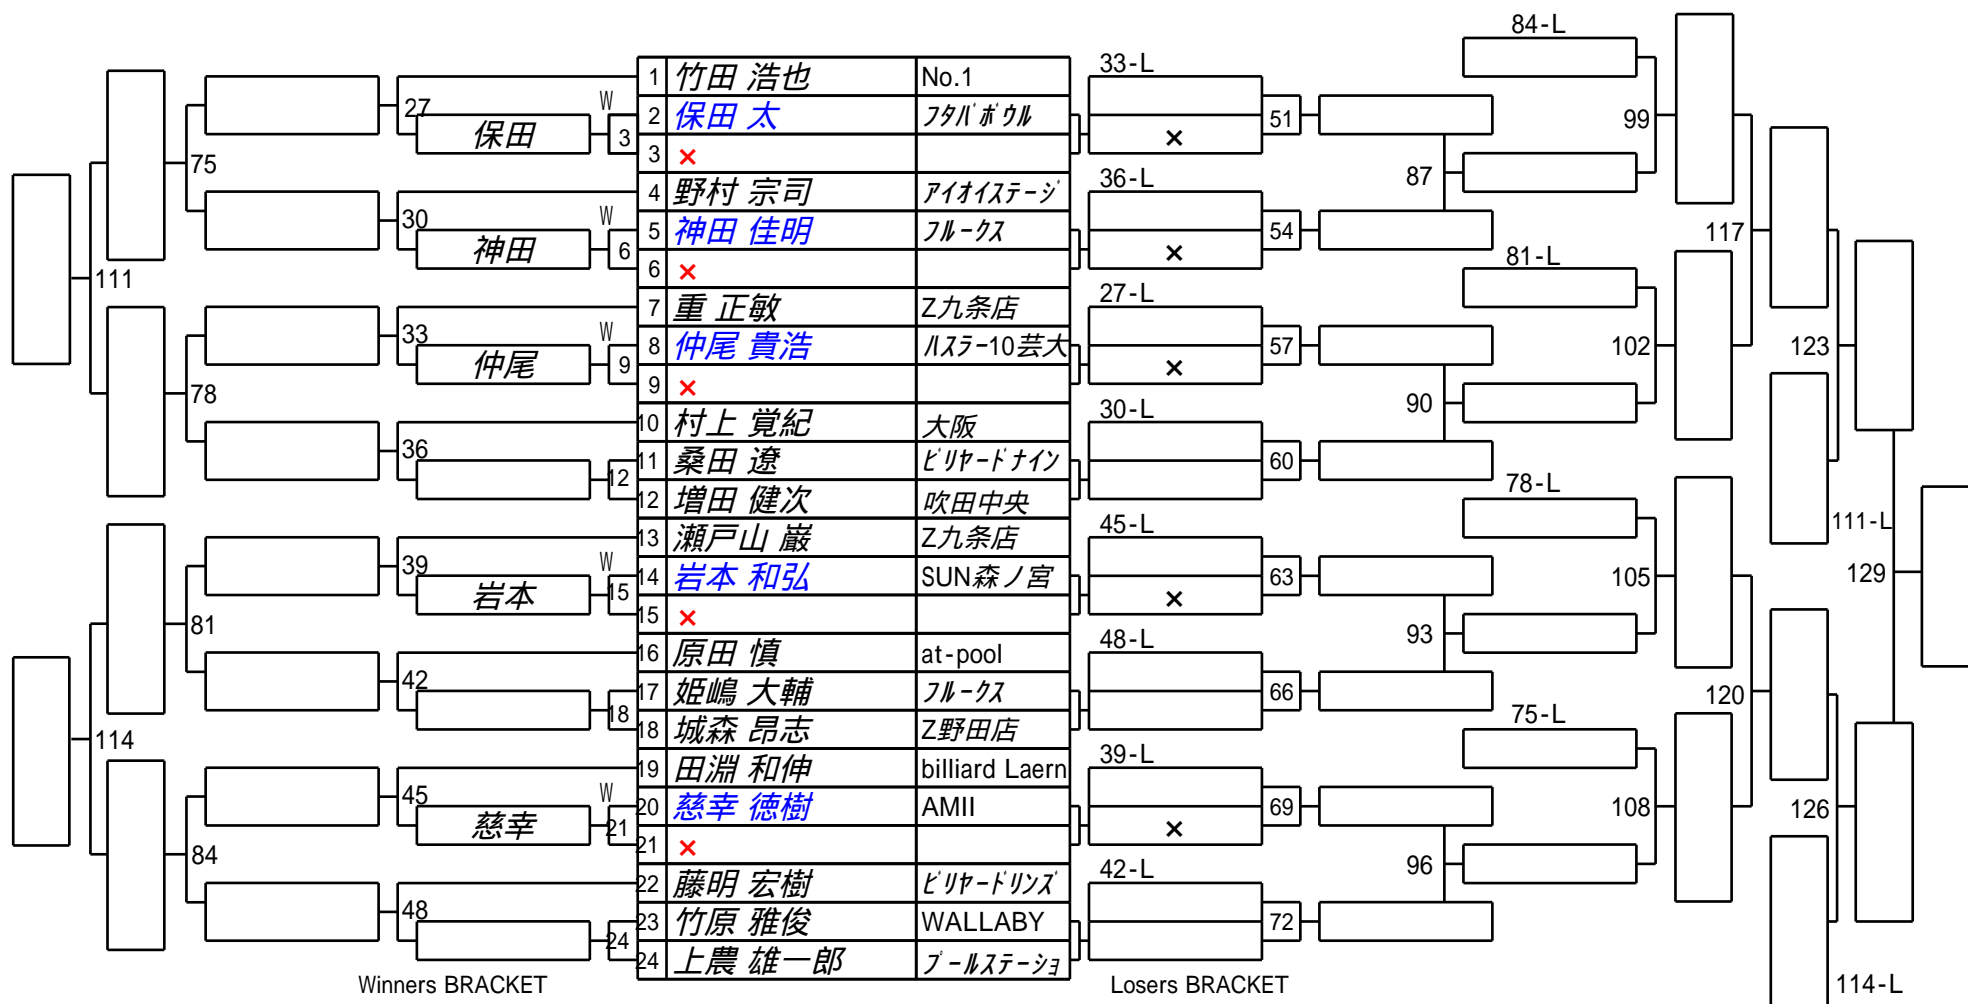 84-L
1 竹田 浩也 No.1 33-L
27 W 2 保田 太 フタバボウル 51 99
保田 3 3 × ×
75 4 野村 宗司 アイオイステージ 36-L 87
30 W 5 神田 佳明 フルークス 54 117
神田 6 6 × × 81-L
111 7 重 正敏 Z九条店 27-L
33 W 8 仲尾 貴浩 ハスラー10芸大 57 102 123
仲尾 9 9 × ×
78 10 村上 覚紀 大阪 30-L 90
36 11 桑田 遼 ビリヤードナイン 60
12 12 増田 健次 吹田中央 78-L
13 瀬戸山 巌 Z九条店 45-L 111-L
39 W 14 岩本 和弘 SUN森ノ宮 63 105 129
岩本 15 15 × ×
81 16 原田 慎 at-pool 48-L 93
42 17 姫嶋 大輔 フルークス 66 120
18 18 城森 昂志 Z野田店 75-L
114 19 田淵 和伸 billiard Laern 39-L
45 W 20 慈幸 徳樹 AMII 69 108 126
慈幸 21 21 × ×
84 22 藤明 宏樹 ビリヤードリンズ 42-L 96
48 23 竹原 雅俊 WALLABY 72
24 24 上農 雄一郎 プールステーショ
Winners BRACKET Losers BRACKET 114-L